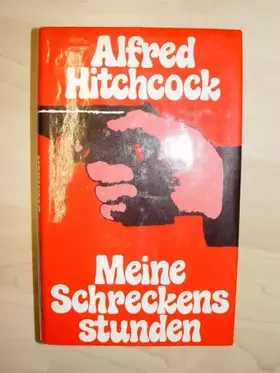 Alfred
Hitchcock
Meine
Schreckens
stunden